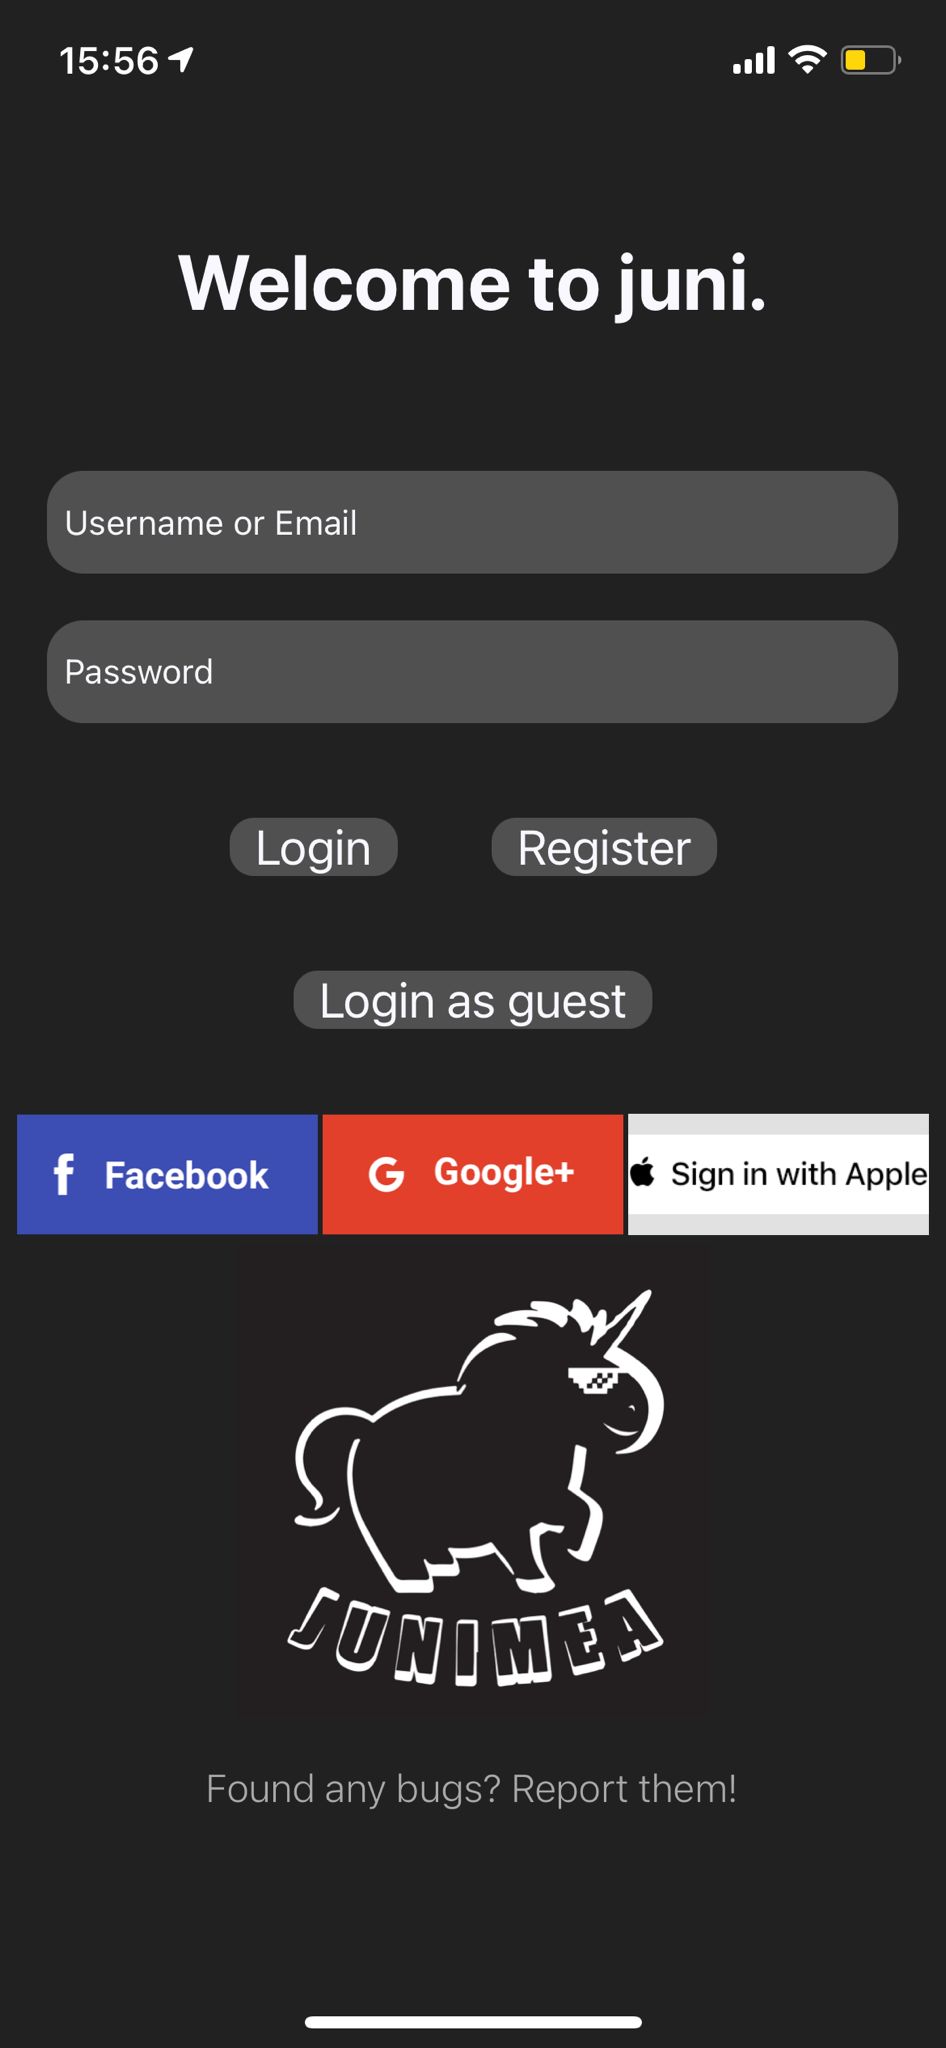 15:56
Welcome to juni.
Username or Email
Password
Login Register
Login as guest
f Facebook G Google+ Sign in with Apple
JUNIMEA
Found any bugs? Report them!